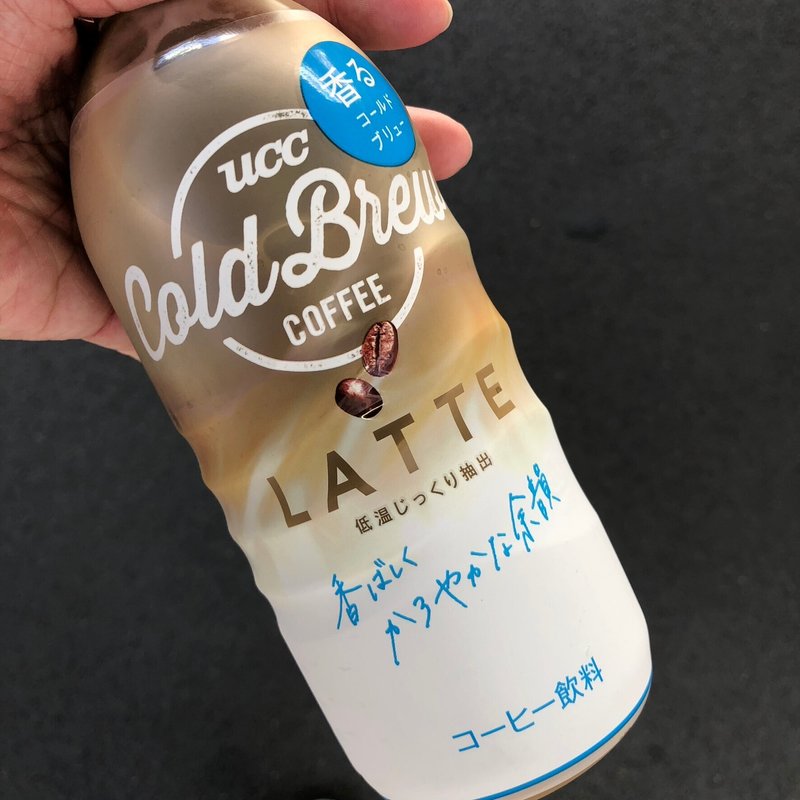 香る
コールド
ブリュー
ucc
Cold Brew
COFFEE
LATTE
低温じっくり抽出
香ばしく
かろやかな余韻
コーヒー飲料